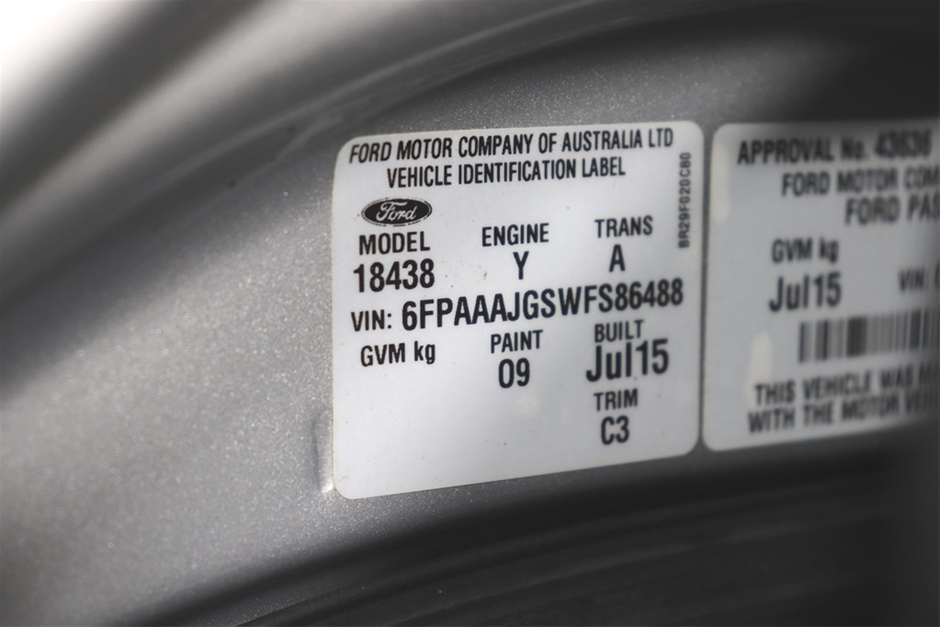 FORD MOTOR COMPANY OF AUSTRALIA LTD
VEHICLE IDENTIFICATION LABEL
Ford
MODEL ENGINE TRANS
18438 Y A
VIN: 6FPAAAJGSWFS86488
GVM kg PAINT BUILT
09 Jul15
TRIM
C3
BR29F020C80
APPROVAL No. 43636
FORD MOTOR COM
FORD PAS
GVM kg
Jul15 VIN:
THIS VEHICLE WAS
WITH THE MOTOR VEH